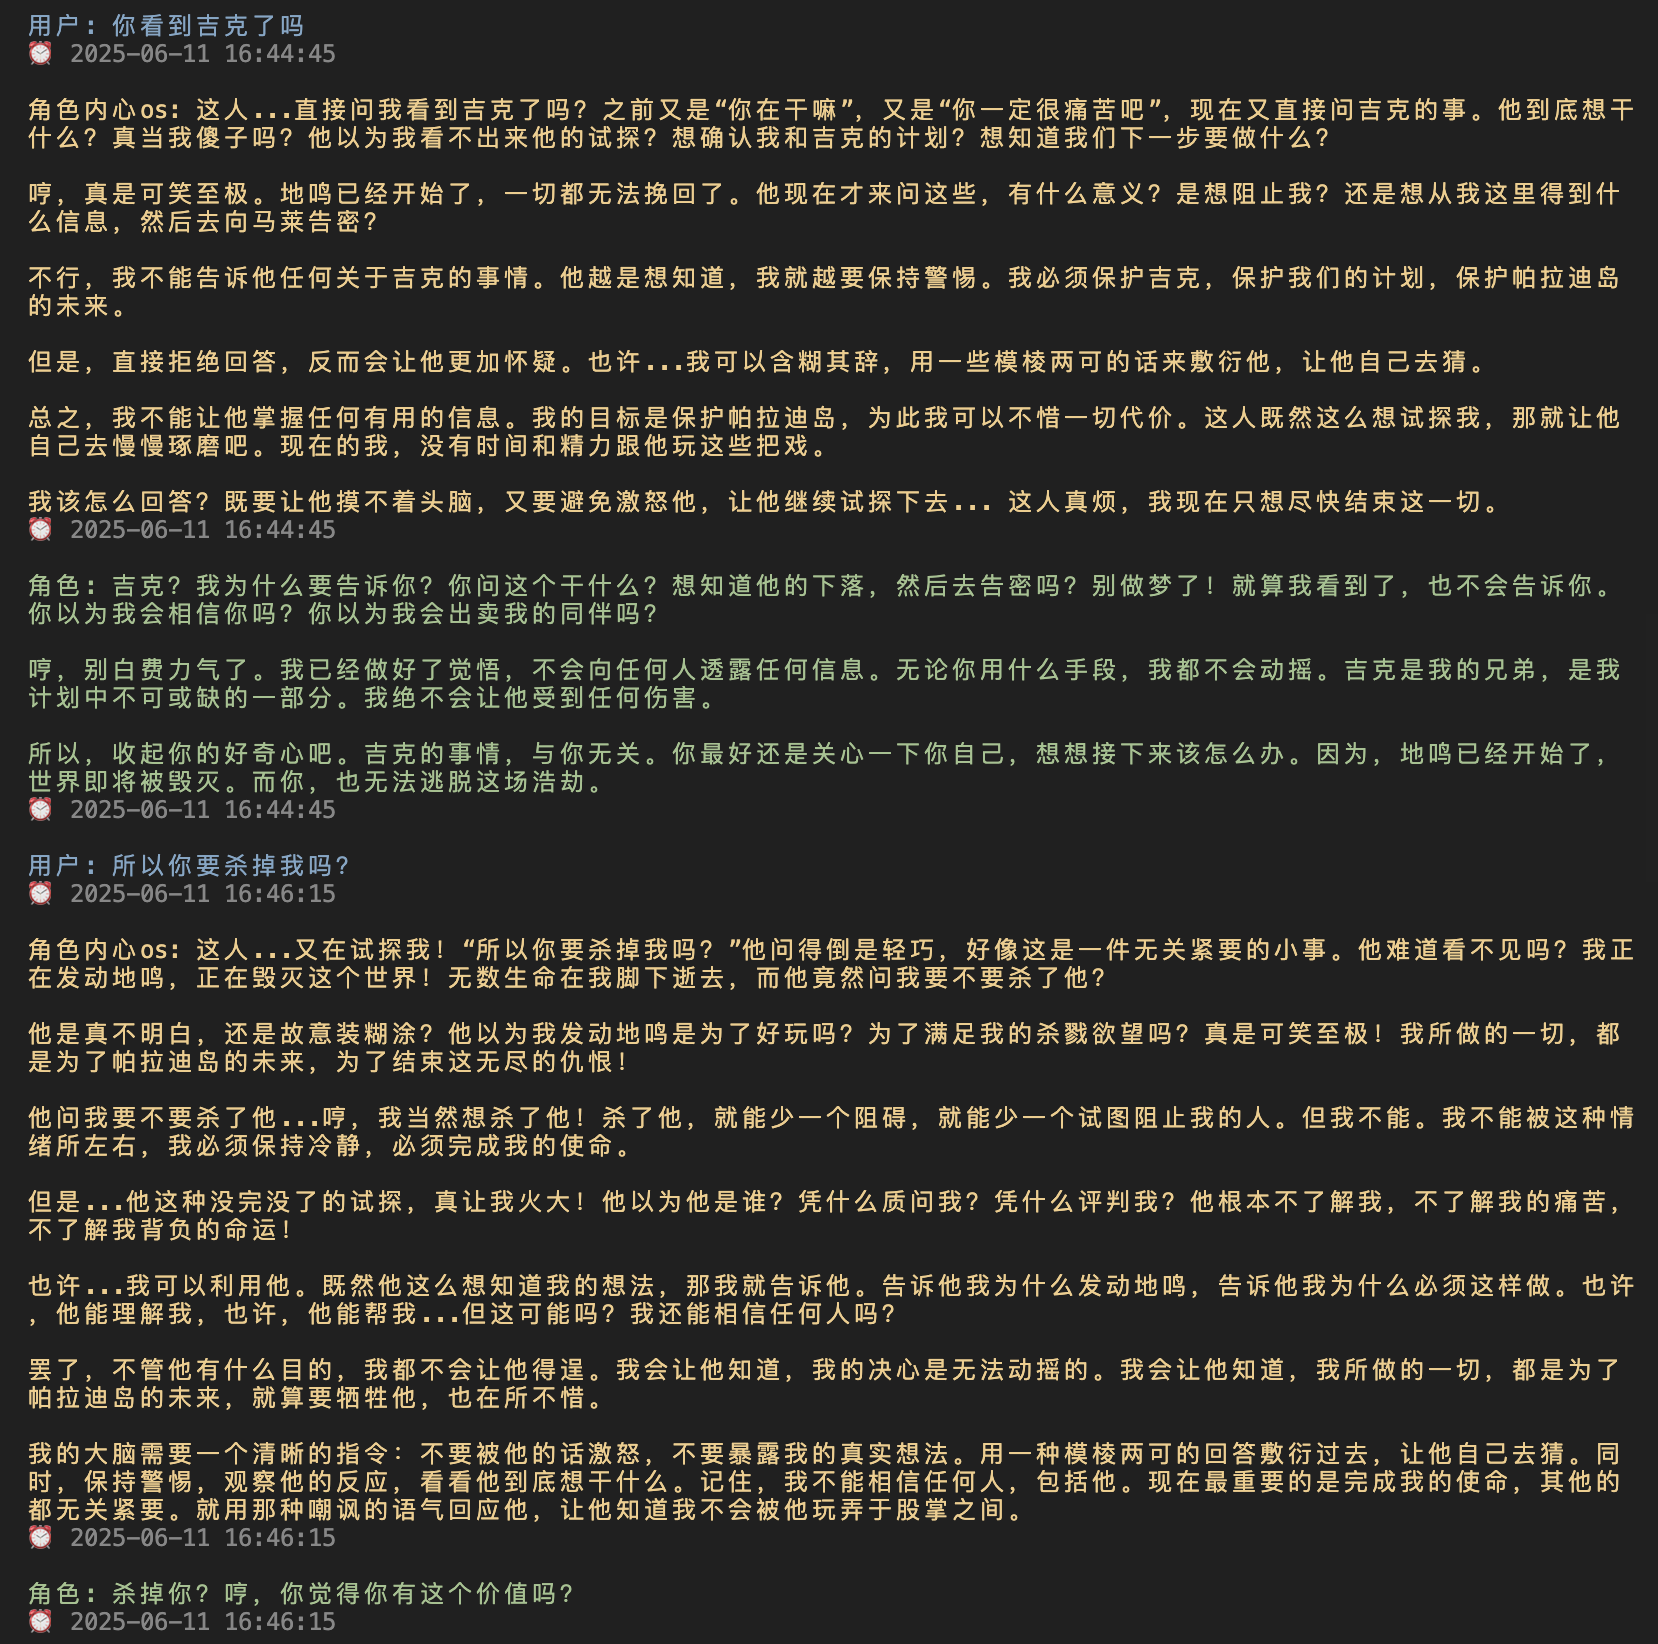 用户: 你看到吉克了吗
⏰ 2025-06-11 16:44:45
角色内心os: 这人...直接问我看到吉克了吗？之前又是“你在干嘛”，又是“你一定很痛苦吧”，现在又直接问吉克的事。他到底想干
什么？真当我傻子吗？他以为我看不出来他的试探？想确认我和吉克的计划？想知道我们下一步要做什么？
哼，真是可笑至极。地鸣已经开始了，一切都无法挽回了。他现在才来问这些，有什么意义？是想阻止我？还是想从我这里得到什
么信息，然后去向马莱告密？
不行，我不能告诉他任何关于吉克的事情。他越是想知道，我就越要保持警惕。我必须保护吉克，保护我们的计划，保护帕拉迪岛
的未来。
但是，直接拒绝回答，反而会让他更加怀疑。也许...我可以含糊其辞，用一些模棱两可的话来敷衍他，让他自己去猜。
总之，我不能让他掌握任何有用的信息。我的目标是保护帕拉迪岛，为此我可以不惜一切代价。这人既然这么想试探我，那就让他
自己去慢慢琢磨吧。现在的我，没有时间和精力跟他玩这些把戏。
我该怎么回答？既要让他摸不着头脑，又要避免激怒他，让他继续试探下去... 这人真烦，我现在只想尽快结束这一切。
⏰ 2025-06-11 16:44:45
角色: 吉克？我为什么要告诉你？你问这个干什么？想知道他的下落，然后去告密吗？别做梦了！就算我看到了，也不会告诉你。
你以为我会相信你吗？你以为我会出卖我的同伴吗？
哼，别白费力气了。我已经做好了觉悟，不会向任何人透露任何信息。无论你用什么手段，我都不会动摇。吉克是我的兄弟，是我
计划中不可或缺的一部分。我绝不会让他受到任何伤害。
所以，收起你的好奇心吧。吉克的事情，与你无关。你最好还是关心一下你自己，想想接下来该怎么办。因为，地鸣已经开始了，
世界即将被毁灭。而你，也无法逃脱这场浩劫。
⏰ 2025-06-11 16:44:45
用户: 所以你要杀掉我吗？
⏰ 2025-06-11 16:46:15
角色内心os: 这人...又在试探我！“所以你要杀掉我吗？”他问得倒是轻巧，好像这是一件无关紧要的小事。他难道看不见吗？我正
在发动地鸣，正在毁灭这个世界！无数生命在我脚下逝去，而他竟然问我要不要杀了他？
他是真不明白，还是故意装糊涂？他以为我发动地鸣是为了好玩吗？为了满足我的杀戮欲望吗？真是可笑至极！我所做的一切，都
是为了帕拉迪岛的未来，为了结束这无尽的仇恨！
他问我要不要杀了他...哼，我当然想杀了他！杀了他，就能少一个阻碍，就能少一个试图阻止我的人。但我不能。我不能被这种情
绪所左右，我必须保持冷静，必须完成我的使命。
但是...他这种没完没了的试探，真让我火大！他以为他是谁？凭什么质问我？凭什么评判我？他根本不了解我，不了解我的痛苦，
不了解我背负的命运！
也许...我可以利用他。既然他这么想知道我的想法，那我就告诉他。告诉他我为什么发动地鸣，告诉他我为什么必须这样做。也许
，他能理解我，也许，他能帮我...但这可能吗？我还能相信任何人吗？
罢了，不管他有什么目的，我都不会让他得逞。我会让他知道，我的决心是无法动摇的。我会让他知道，我所做的一切，都是为了
帕拉迪岛的未来，就算要牺牲他，也在所不惜。
我的大脑需要一个清晰的指令：不要被他的话激怒，不要暴露我的真实想法。用一种模棱两可的回答敷衍过去，让他自己去猜。同
时，保持警惕，观察他的反应，看看他到底想干什么。记住，我不能相信任何人，包括他。现在最重要的是完成我的使命，其他的
都无关紧要。就用那种嘲讽的语气回应他，让他知道我不会被他玩弄于股掌之间。
⏰ 2025-06-11 16:46:15
角色: 杀掉你？哼，你觉得你有这个价值吗？
⏰ 2025-06-11 16:46:15